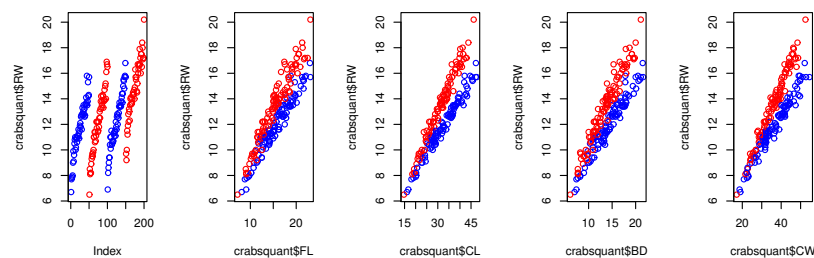 crabsquant$RW
6 8 10 12 14 16 18 20
0 100 200
Index
crabsquant$RW
6 8 10 12 14 16 18 20
10 20
crabsquant$FL
crabsquant$RW
6 8 10 12 14 16 18 20
15 25 35 45
crabsquant$CL
crabsquant$RW
6 8 10 12 14 16 18 20
10 15 20
crabsquant$BD
crabsquant$RW
6 8 10 12 14 16 18 20
20 40
crabsquant$CW